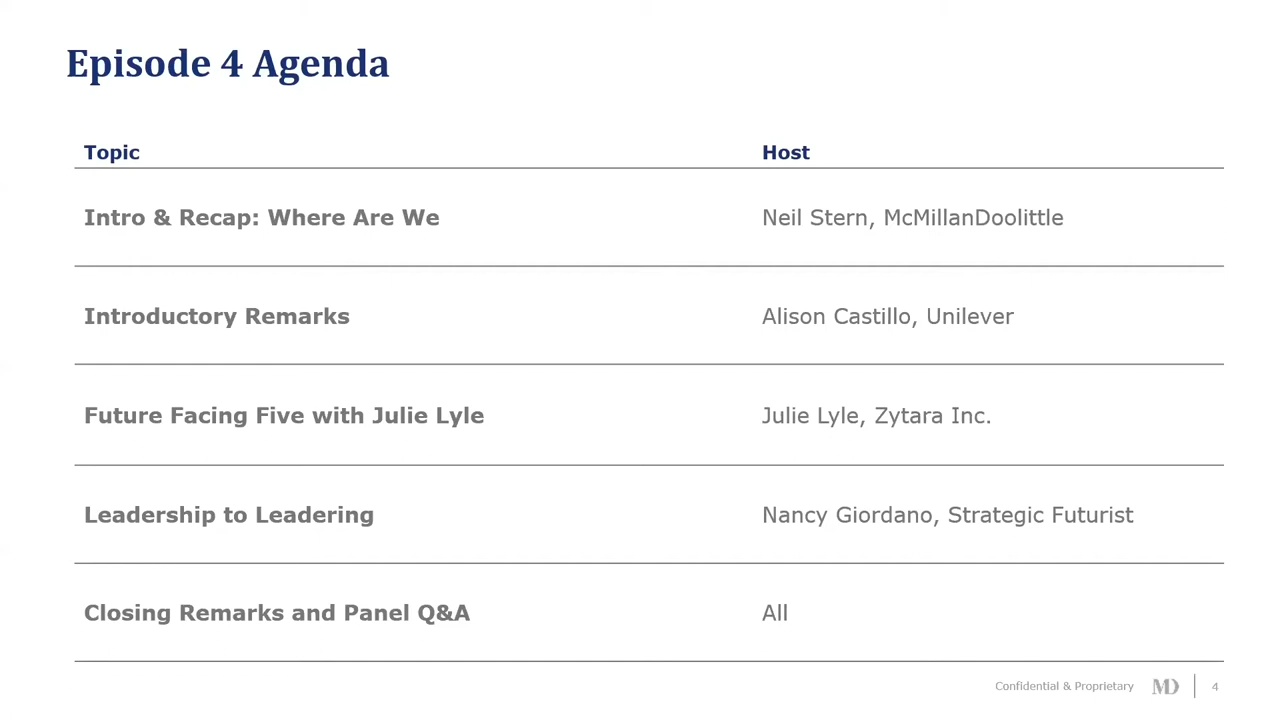 Episode 4 Agenda
Topic Host
Intro & Recap: Where Are We Neil Stern, McMillanDoolittle
Introductory Remarks Alison Castillo, Unilever
Future Facing Five with Julie Lyle Julie Lyle, Zytara Inc.
Leadership to Leadering Nancy Giordano, Strategic Futurist
Closing Remarks and Panel Q&A All
Confidential & Proprietary MD 4